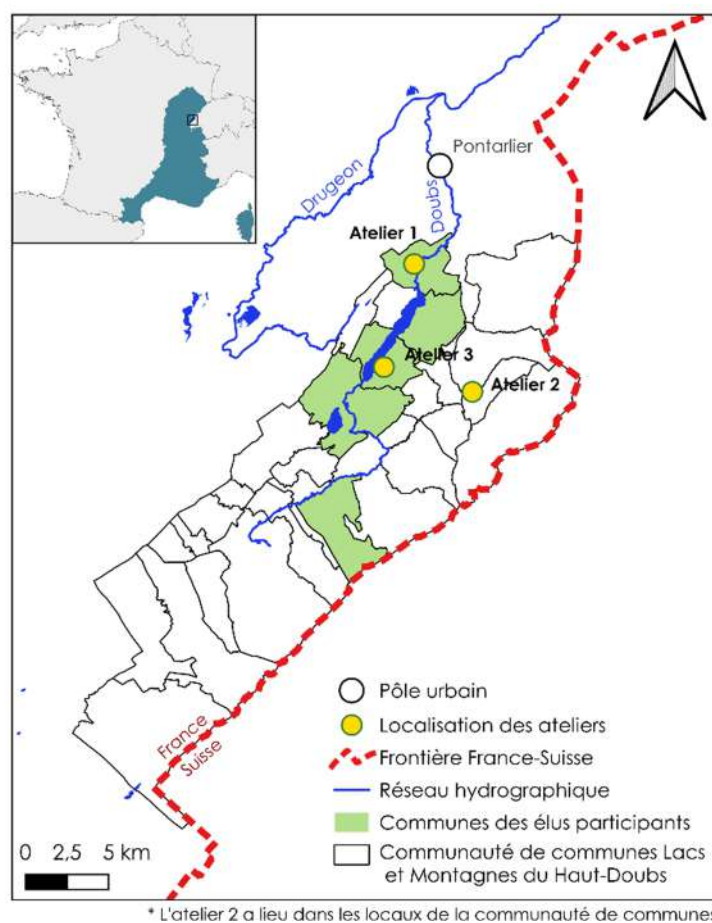 Pontarlier
Drugeon
Doubs
Atelier 1
Atelier 3
Atelier 2
France
Suisse
Pôle urbain
Localisation des ateliers
Frontière France-Suisse
Réseau hydrographique
Communes des élus participants
Communauté de communes Lacs
et Montagnes du Haut-Doubs
0 2,5 5 km
* L'atelier 2 a lieu dans les locaux de la communauté de communes